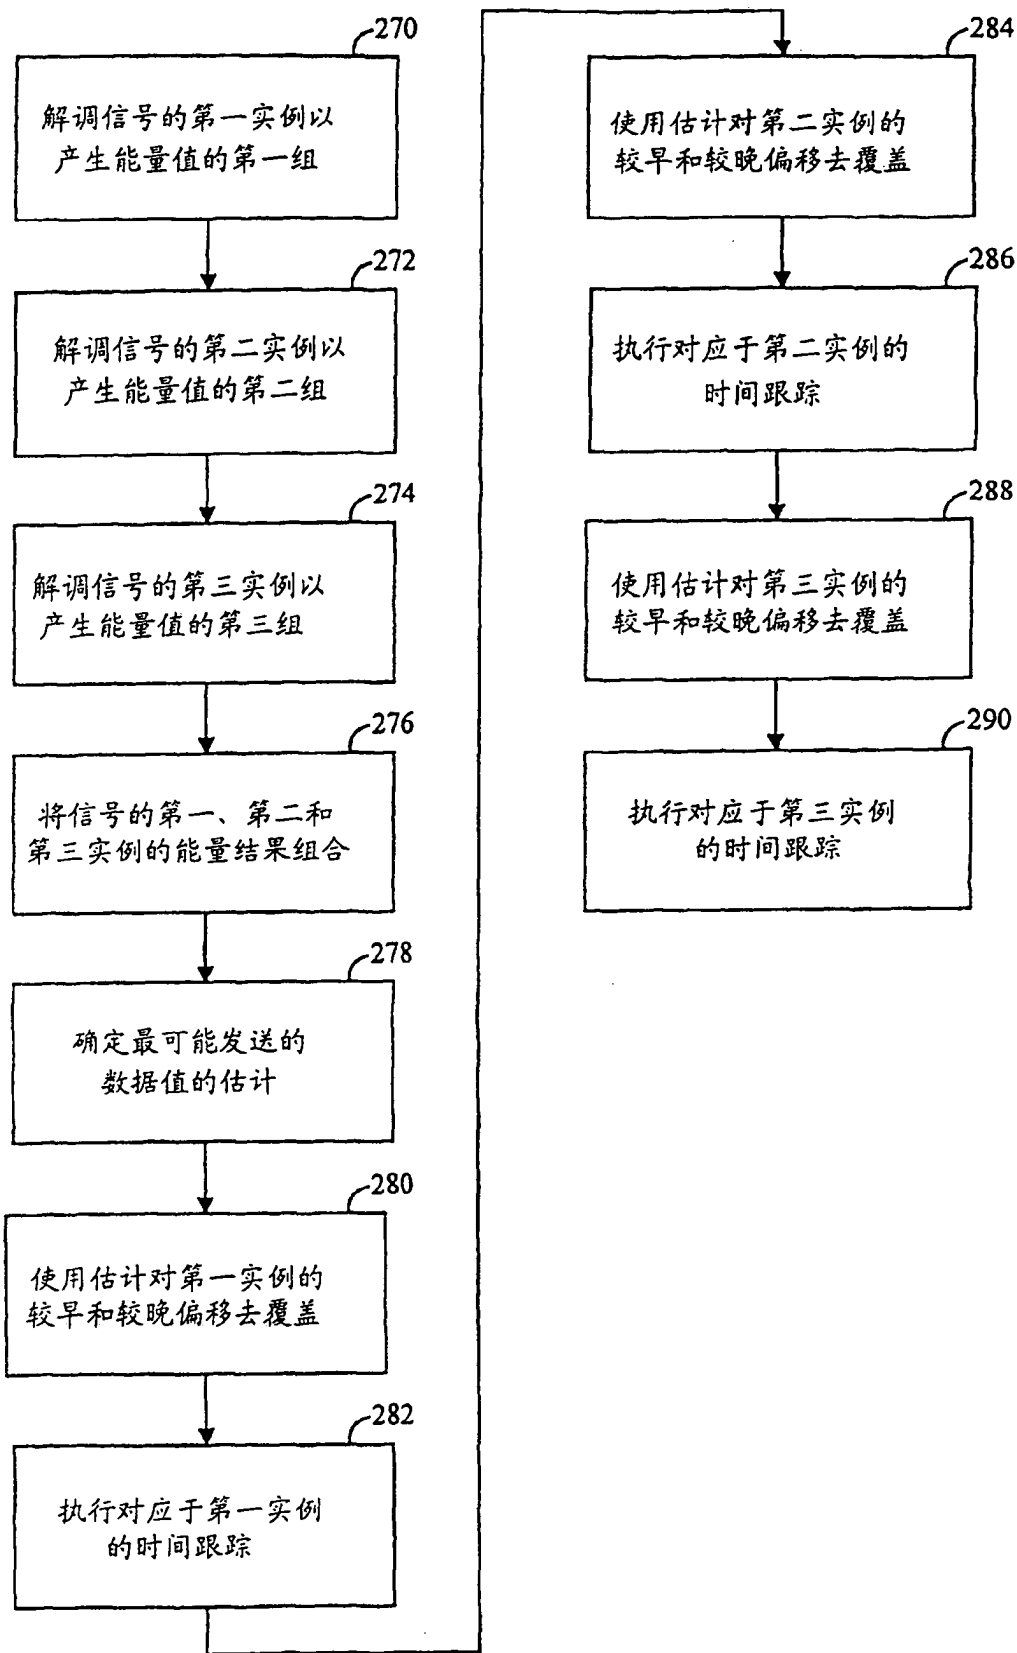 270
解调信号的第一实例以
产生能量值的第一组
272
解调信号的第二实例以
产生能量值的第二组
274
解调信号的第三实例以
产生能量值的第三组
276
将信号的第一、第二和
第三实例的能量结果组合
278
确定最可能发送的
数据值的估计
280
使用估计对第一实例的
较早和较晚偏移去覆盖
282
执行对应于第一实例
的时间跟踪
284
使用估计对第二实例的
较早和较晚偏移去覆盖
286
执行对应于第二实例的
时间跟踪
288
使用估计对第三实例的
较早和较晚偏移去覆盖
290
执行对应于第三实例
的时间跟踪